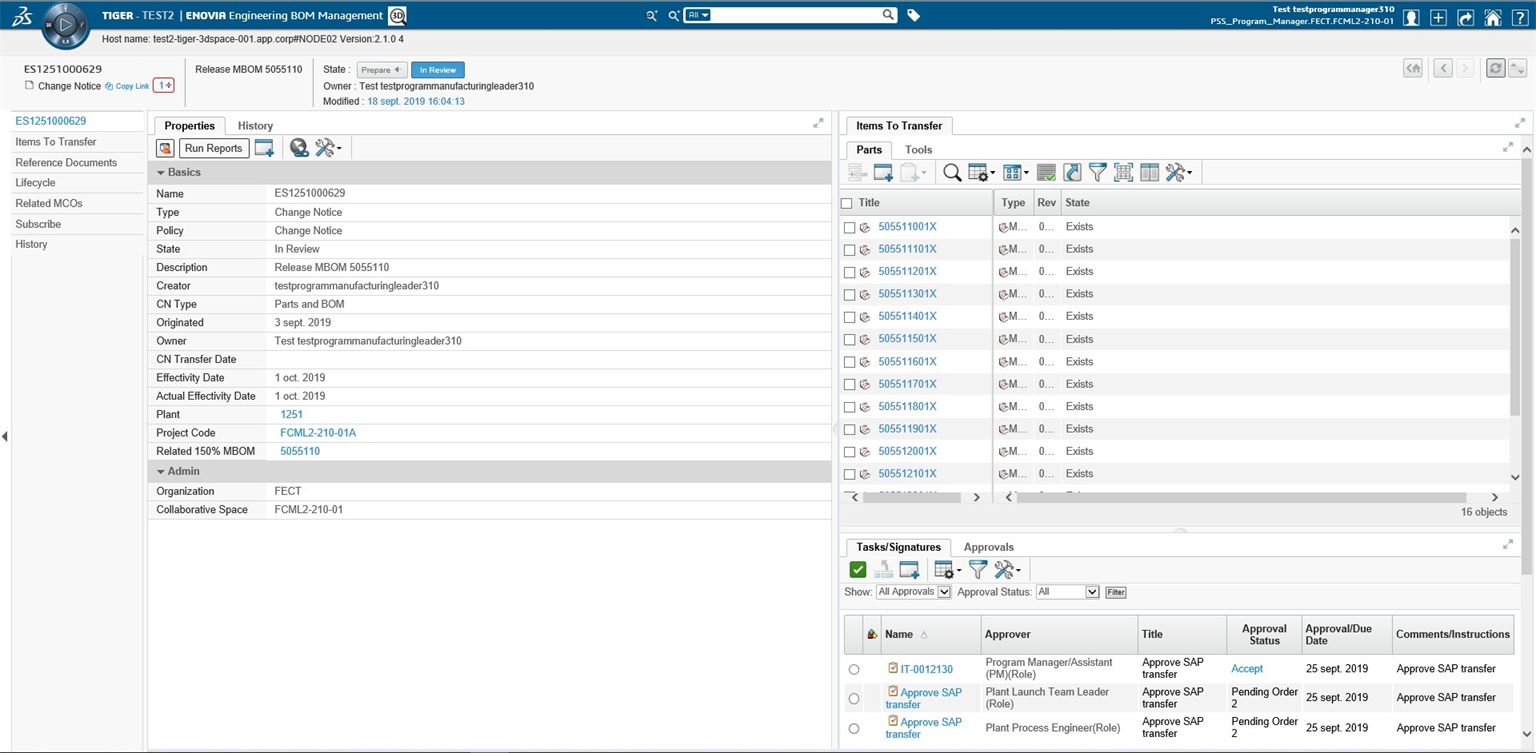 TIGER - TEST2 | ENOVIA Engineering BOM Management 3D
All
Test testprogrammanager310
PSS_Program_Manager.FECT.FCML2-210-01
Host name: test2-tiger-3dspace-001.app.corp#NODE02 Version:2.1.0 4
ES1251000629
Change Notice Copy Link 1
Release MBOM 5055110
State : Prepare In Review
Owner : Test testprogrammanufacturingleader310
Modified : 18 sept. 2019 16:04:13
ES1251000629
Items To Transfer
Reference Documents
Lifecycle
Related MCOs
Subscribe
History
Properties History
Run Reports
Basics
Name ES1251000629
Type Change Notice
Policy Change Notice
State In Review
Description Release MBOM 5055110
Creator testprogrammanufacturingleader310
CN Type Parts and BOM
Originated 3 sept. 2019
Owner Test testprogrammanufacturingleader310
CN Transfer Date
Effectivity Date 1 oct. 2019
Actual Effectivity Date 1 oct. 2019
Plant 1251
Project Code FCML2-210-01A
Related 150% MBOM 5055110
Admin
Organization FECT
Collaborative Space FCML2-210-01
Items To Transfer
Parts Tools
Title Type Rev State
505511001X M... 0... Exists
505511101X M... 0... Exists
505511201X M... 0... Exists
505511301X M... 0... Exists
505511401X M... 0... Exists
505511501X M... 0... Exists
505511601X M... 0... Exists
505511701X M... 0... Exists
505511801X M... 0... Exists
505511901X M... 0... Exists
505512001X M... 0... Exists
505512101X M... 0... Exists
16 objects
Tasks/Signatures Approvals
Show: All Approvals Approval Status: All Filter
Name Approver Title Approval Status Approval/Due Date Comments/Instructions
IT-0012130 Program Manager/Assistant (PM)(Role) Approve SAP transfer Accept 25 sept. 2019 Approve SAP transfer
Approve SAP transfer Plant Launch Team Leader (Role) Approve SAP transfer Pending Order 2 25 sept. 2019 Approve SAP transfer
Approve SAP transfer Plant Process Engineer(Role) Approve SAP transfer Pending Order 2 25 sept. 2019 Approve SAP transfer